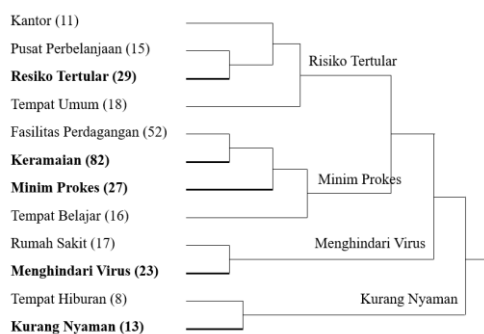 Kantor (11)
Pusat Perbelanjaan (15)
Resiko Tertular (29)
Tempat Umum (18)
Fasilitas Perdagangan (52)
Keramaian (82)
Minim Prokes (27)
Tempat Belajar (16)
Rumah Sakit (17)
Menghindari Virus (23)
Tempat Hiburan (8)
Kurang Nyaman (13)
Risiko Tertular
Minim Prokes
Menghindari Virus
Kurang Nyaman